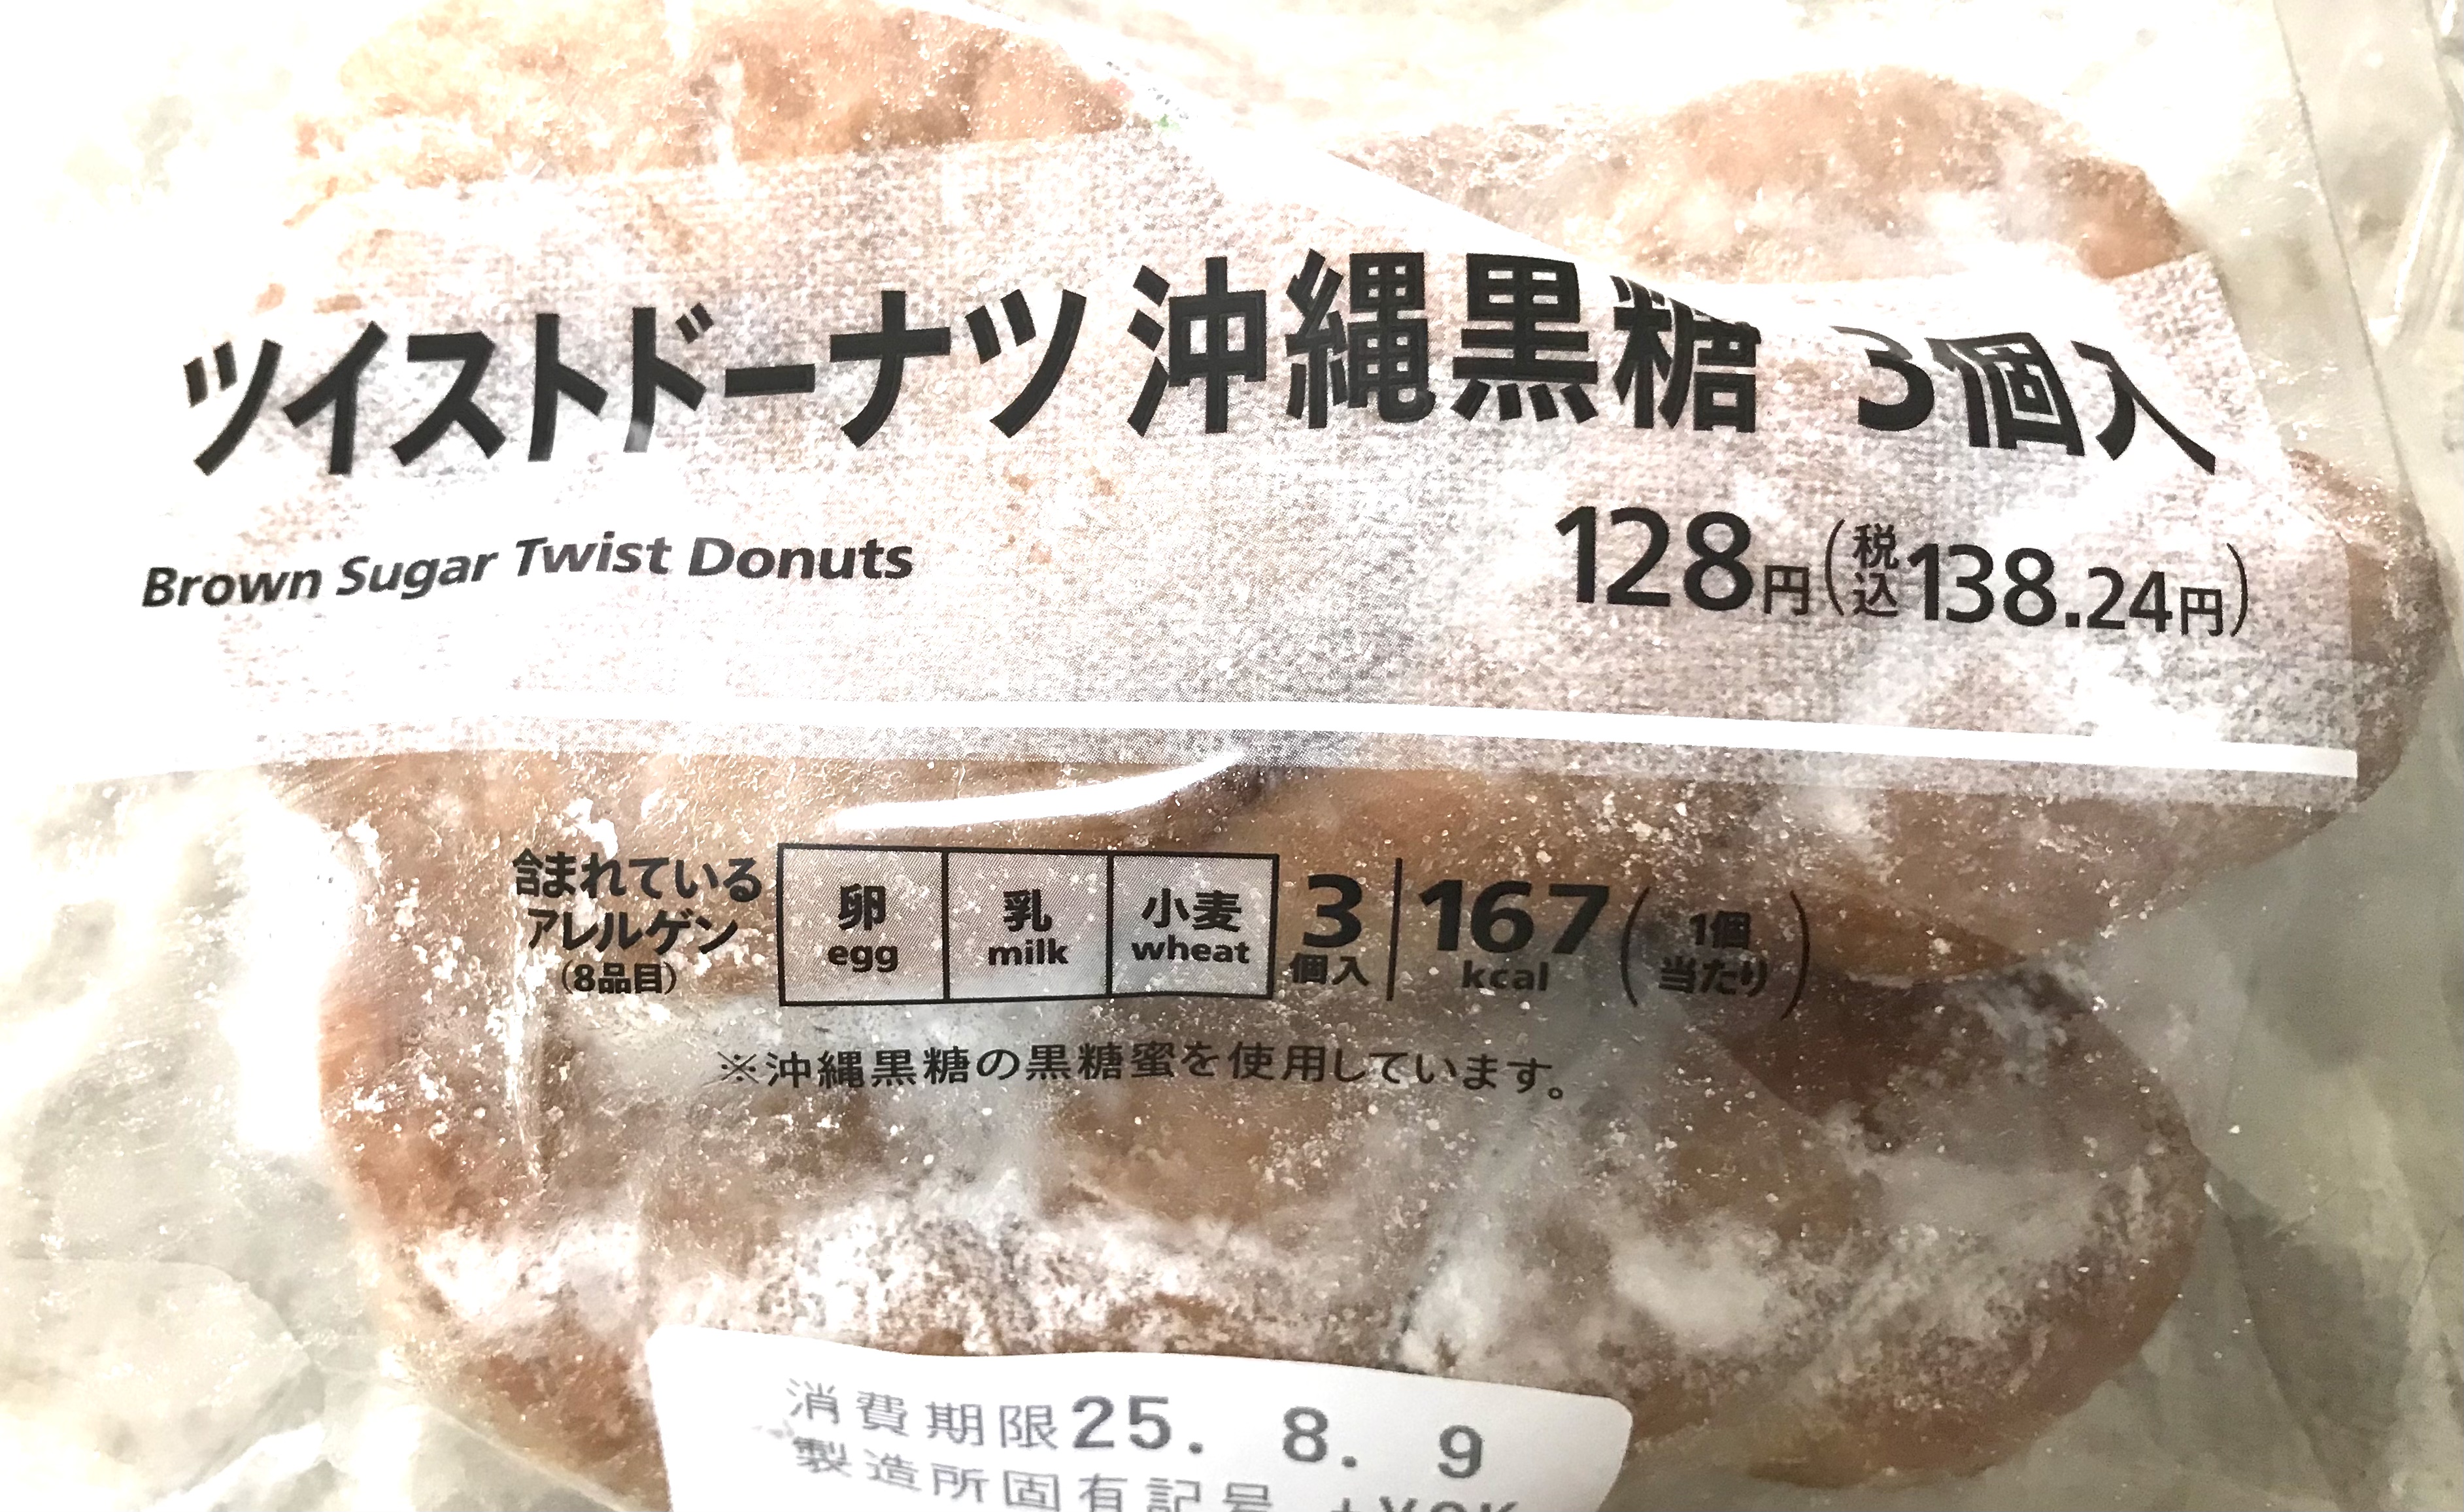 ツイストドーナツ 沖縄黒糖 3個入
Brown Sugar Twist Donuts
128円(税込138.24円)
含まれている
アレルゲン
(8品目)
卵
egg
乳
milk
小麦
wheat
3
個入
167
kcal
(1個
当たり)
※沖縄黒糖の黒糖蜜を使用しています。
消費期限25. 8. 9
製造所固有記号